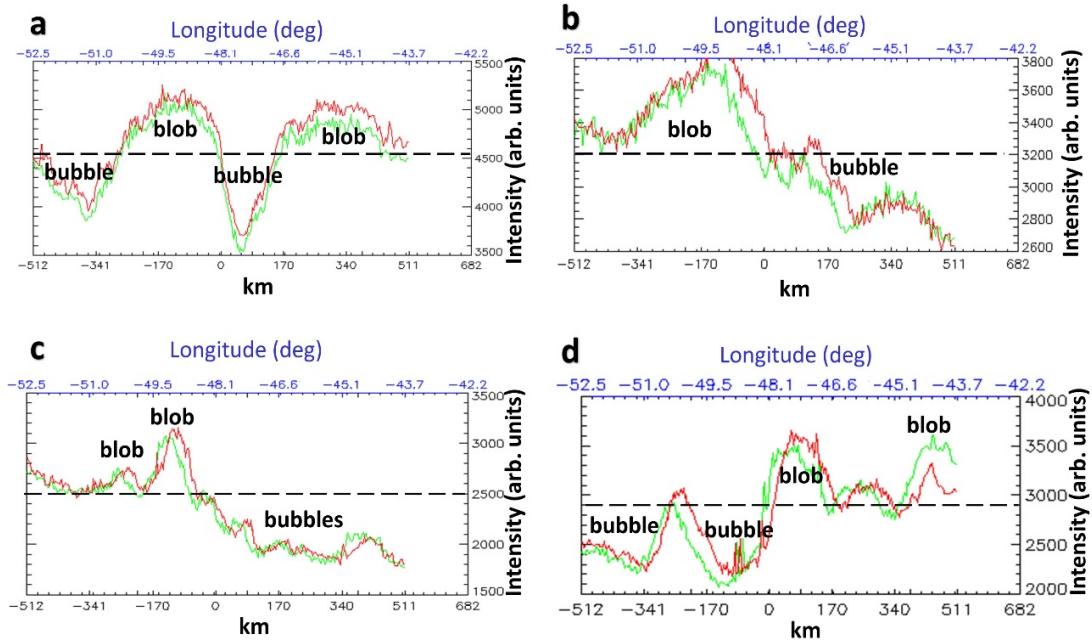 a
Longitude (deg)
−52.5 −51.0 −49.5 −48.1 −46.6 −45.1 −43.7 −42.2
5500
5000
4500
4000
3500
Intensity (arb. units)
blob
blob
bubble
bubble
−512 −341 −170 0 170 340 511 682
km
b
Longitude (deg)
−52.5 −51.0 −49.5 −48.1 −46.6 −45.1 −43.7 −42.2
3800
3600
3400
3200
3000
2800
2600
Intensity (arb. units)
blob
bubble
−512 −341 −170 0 170 340 511 682
km
c
Longitude (deg)
−52.5 −51.0 −49.5 −48.1 −46.6 −45.1 −43.7 −42.2
3500
3000
2500
2000
1500
Intensity (arb. units)
blob
blob
bubbles
−512 −341 −170 0 170 340 511 682
km
d
Longitude (deg)
−52.5 −51.0 −49.5 −48.1 −46.6 −45.1 −43.7 −42.2
4000
3500
3000
2500
2000
Intensity (arb. units)
blob
blob
bubble
bubble
−512 −341 −170 0 170 340 511 682
km